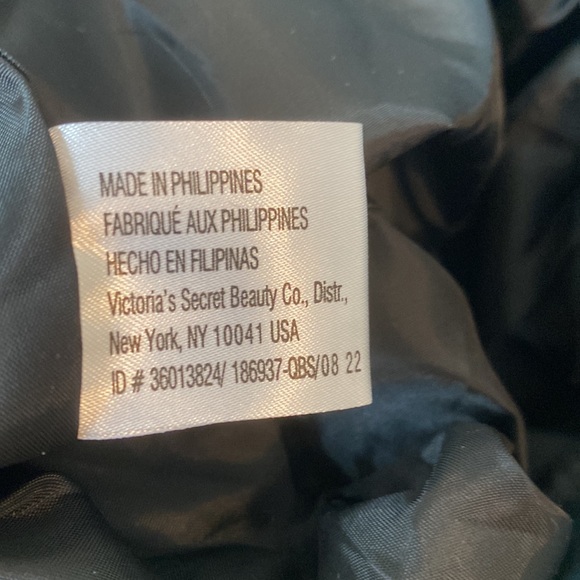 MADE IN PHILIPPINES
FABRIQUÉ AUX PHILIPPINES
HECHO EN FILIPINAS
Victoria's Secret Beauty Co., Distr.,
New York, NY 10041 USA
ID # 36013824/ 186937-QBS/08 22